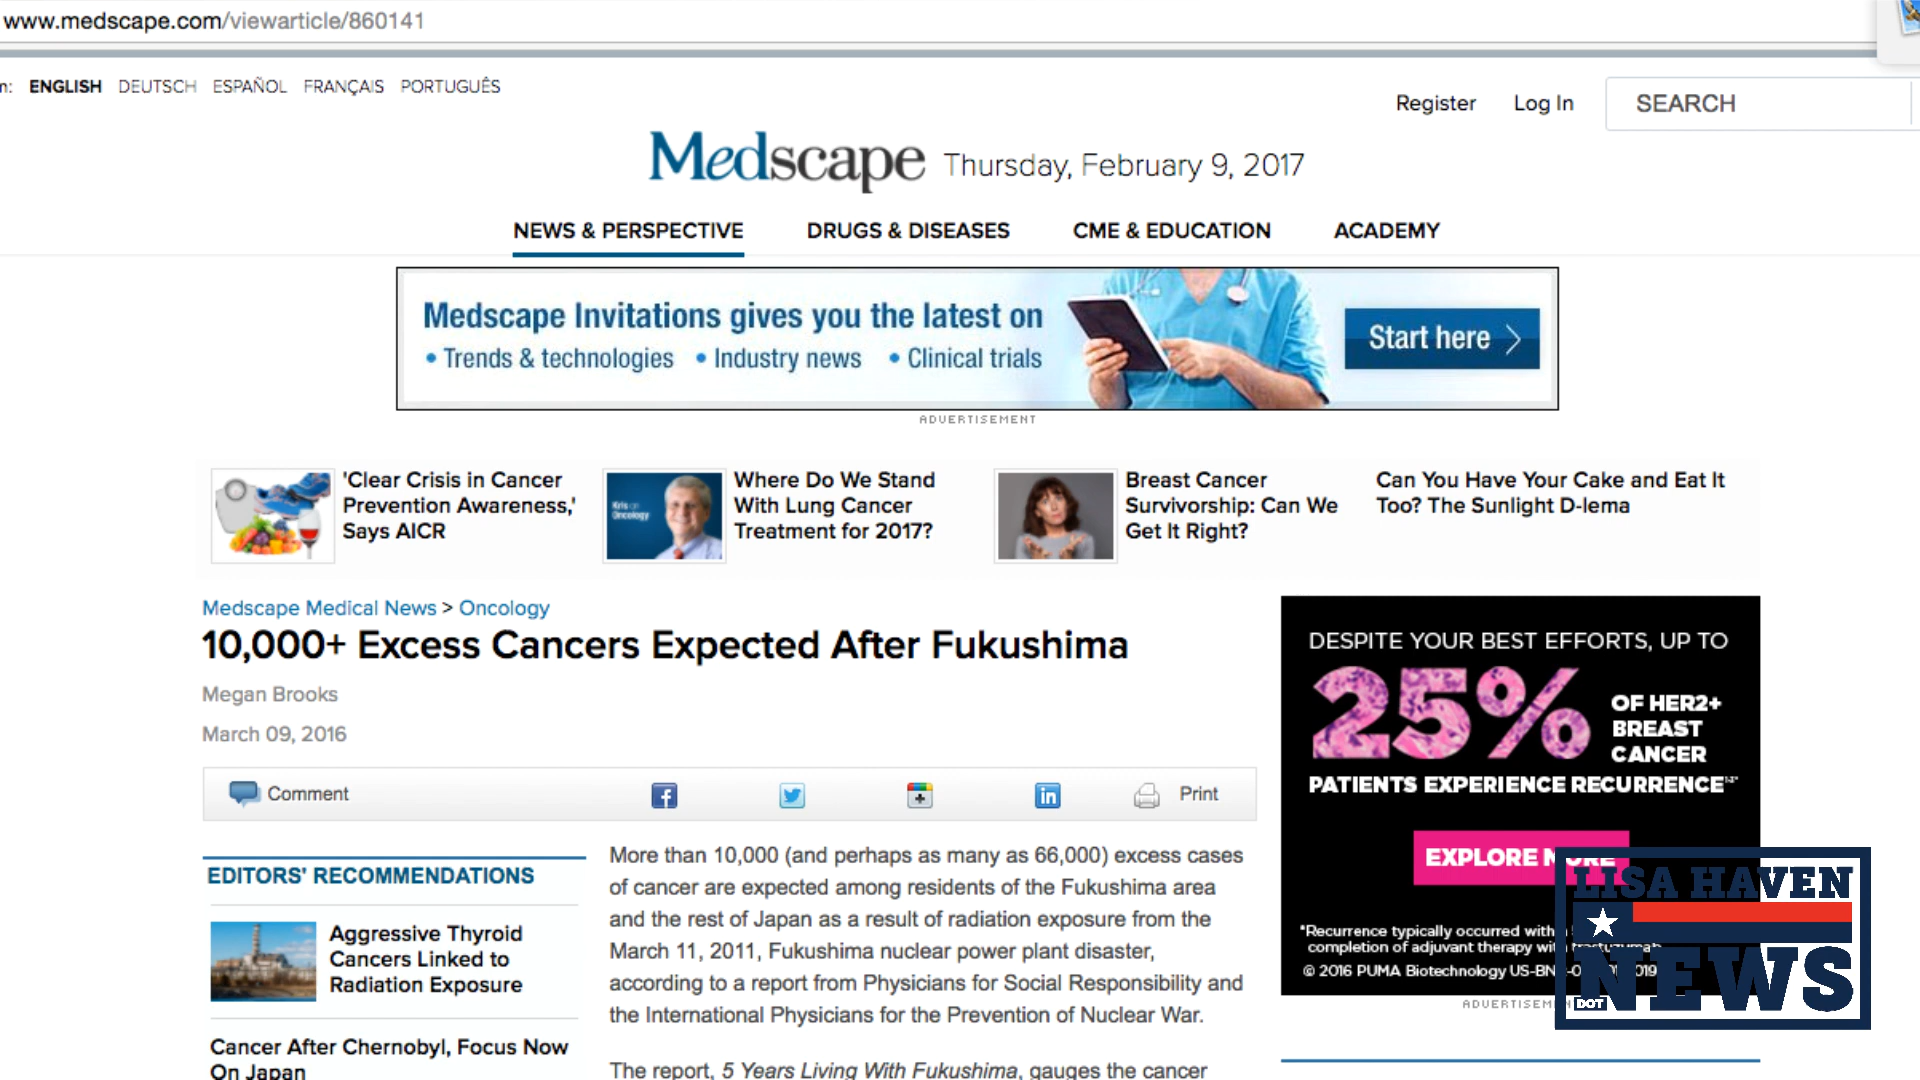 www.medscape.com/viewarticle/860141
n: ENGLISH DEUTSCH ESPAÑOL FRANÇAIS PORTUGUÊS
Register Log In SEARCH
Medscape Thursday, February 9, 2017
NEWS & PERSPECTIVE DRUGS & DISEASES CME & EDUCATION ACADEMY
Medscape Invitations gives you the latest on
• Trends & technologies • Industry news • Clinical trials
Start here
ADVERTISEMENT
'Clear Crisis in Cancer
Prevention Awareness,'
Says AICR
Kris on
Oncology
Where Do We Stand
With Lung Cancer
Treatment for 2017?
Breast Cancer
Survivorship: Can We
Get It Right?
Can You Have Your Cake and Eat It
Too? The Sunlight D-lema
Medscape Medical News > Oncology
10,000+ Excess Cancers Expected After Fukushima
Megan Brooks
March 09, 2016
Comment
Print
EDITORS' RECOMMENDATIONS
Aggressive Thyroid
Cancers Linked to
Radiation Exposure
Cancer After Chernobyl, Focus Now
On Japan
More than 10,000 (and perhaps as many as 66,000) excess cases
of cancer are expected among residents of the Fukushima area
and the rest of Japan as a result of radiation exposure from the
March 11, 2011, Fukushima nuclear power plant disaster,
according to a report from Physicians for Social Responsibility and
the International Physicians for the Prevention of Nuclear War.
The report, 5 Years Living With Fukushima, gauges the cancer
DESPITE YOUR BEST EFFORTS, UP TO
25%
OF HER2+
BREAST
CANCER
PATIENTS EXPERIENCE RECURRENCE
EXPLORE MORE
*Recurrence typically occurred with
completion of adjuvant therapy with trastuzumab
© 2016 PUMA Biotechnology
LISA HAVEN
DOT
NEWS